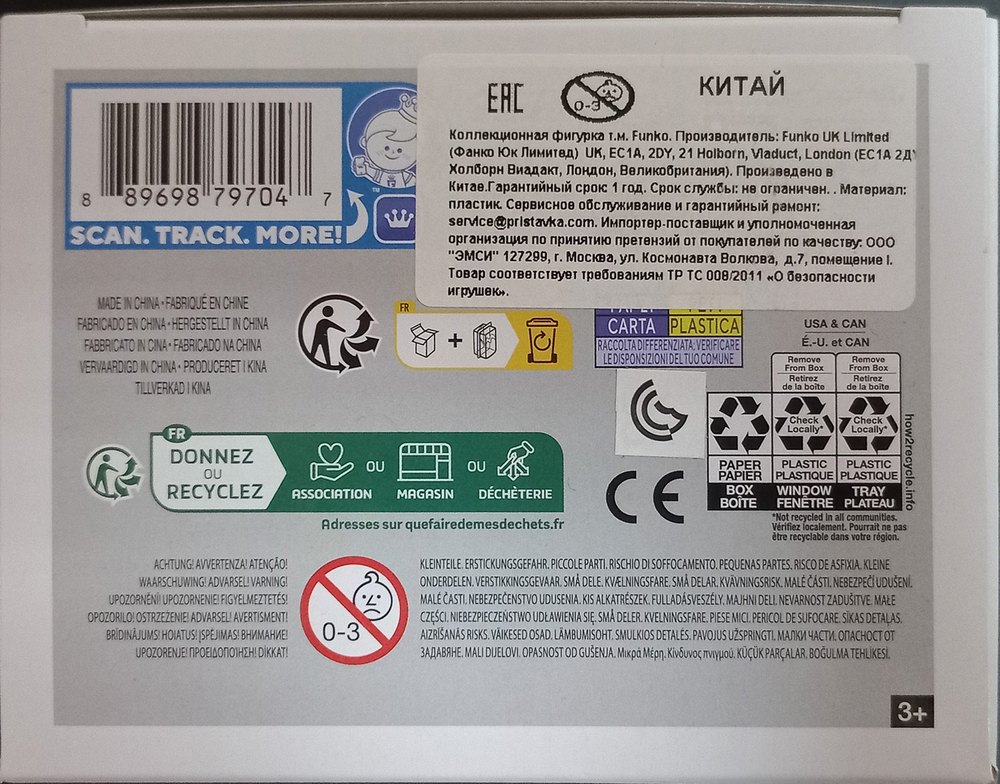 8 89698 79704 7
SCAN. TRACK. MORE!
™
EAC
0-3
КИТАЙ
Коллекционная фигурка т.м. Funko. Производитель: Funko UK Limited
(Фанко Юк Лимитед) UK, EC1A, 2DY, 21 Holborn, Viaduct, London (EC1A 2Д
Холборн Виадакт, Лондон, Великобритания). Произведено в
Китае.Гарантийный срок: 1 год. Срок службы: не ограничен. . Материал:
пластик. Сервисное обслуживание и гарантийный ремонт:
service@pristavka.com. Импортер-поставщик и уполномоченная
организация по принятию претензий от покупателей по качеству: ООО
"ЭМСИ" 127299, г. Москва, ул. Космонавта Волкова, д.7, помещение I.
Товар соответствует требованиям ТР ТС 008/2011 «О безопасности
игрушек».
MADE IN CHINA • FABRIQUÉ EN CHINE
FABRICADO EN CHINA • HERGESTELLT IN CHINA
FABBRICATO IN CINA • FABRICADO NA CHINA
VERVAARDIGD IN CHINA • PRODUCERET I KINA
TILLVERKAD I KINA
FR
+
CARTA PLASTICA
RACCOLTA DIFFERENZIATA: VERIFICARE
LE DISPOSIZIONI DEL TUO COMUNE
USA & CAN
É.-U. et CAN
Remove From Box
Retirez de la boîte
Remove From Box
Retirez de la boîte
Check Locally*
Check Locally*
PAPER PAPIER
PLASTIC PLASTIQUE
PLASTIC PLASTIQUE
BOX BOÎTE
WINDOW FENÊTRE
TRAY PLATEAU
how2recycle.info
*Not recycled in all communities.
Vérifiez localement. Pourrait ne pas
être recyclable dans votre région.
CE
FR
DONNEZ
OU
RECYCLEZ
ASSOCIATION OU MAGASIN OU DÉCHÈTERIE
Adresses sur quefairedemesdechets.fr
ACHTUNG! AVVERTENZA! ATENÇÃO!
WAARSCHUWING! ADVARSEL! VARNING!
UPOZORNĚNÍ! UPOZORNENIE! FIGYELMEZTETÉS!
OPOZORILO! OSTRZEŻENIE! ADVARSEL! AVERTISMENT!
BRĪDINĀJUMS! HOIATUS! ĮSPĖJIMAS! ВНИМАНИЕ!
UPOZORENJE! ΠΡΟΕΙΔΟΠΟΙΗΣΗ! DİKKAT!
0-3
KLEINTEILE. ERSTICKUNGSGEFAHR. PICCOLE PARTI. RISCHIO DI SOFFOCAMENTO. PEQUENAS PARTES. RISCO DE ASFIXIA. KLEINE
ONDERDELEN. VERSTIKKINGSGEVAAR. SMÅ DELE. KVÆLNINGSFARE. SMÅ DELAR. KVÄVNINGSRISK. MALÉ ČÁSTI. NEBEZPEČÍ UDUŠENÍ.
MALÉ ČASTI. NEBEZPEČENSTVO UDUSENIA. KIS ALKATRÉSZEK. FULLADÁSVESZÉLY. MAJHNI DELI. NEVARNOST ZADUŠITVE. MAŁE
CZĘŚCI. NIEBEZPIECZEŃSTWO UDŁAWIENIA SIĘ. SMÅ DELER. KVELNINGSFARE. PIESE MICI. PERICOL DE SUFOCARE. SĪKAS DETAĻAS.
AIZRĪŠANĀS RISKS. VÄIKESED OSAD. LÄMBUMISOHT. SMULKIOS DETALĖS. PAVOJUS UŽSPRINGTI. МАЛКИ ЧАСТИ. ОПАСНОСТ ОТ
ЗАДАВЯНЕ. MALI DIJELOVI. OPASNOST OD GUŠENJA. Μικρά Μέρη. Κίνδυνος πνιγμού. KÜÇÜK PARÇALAR. BOĞULMA TEHLİKESİ.
3+